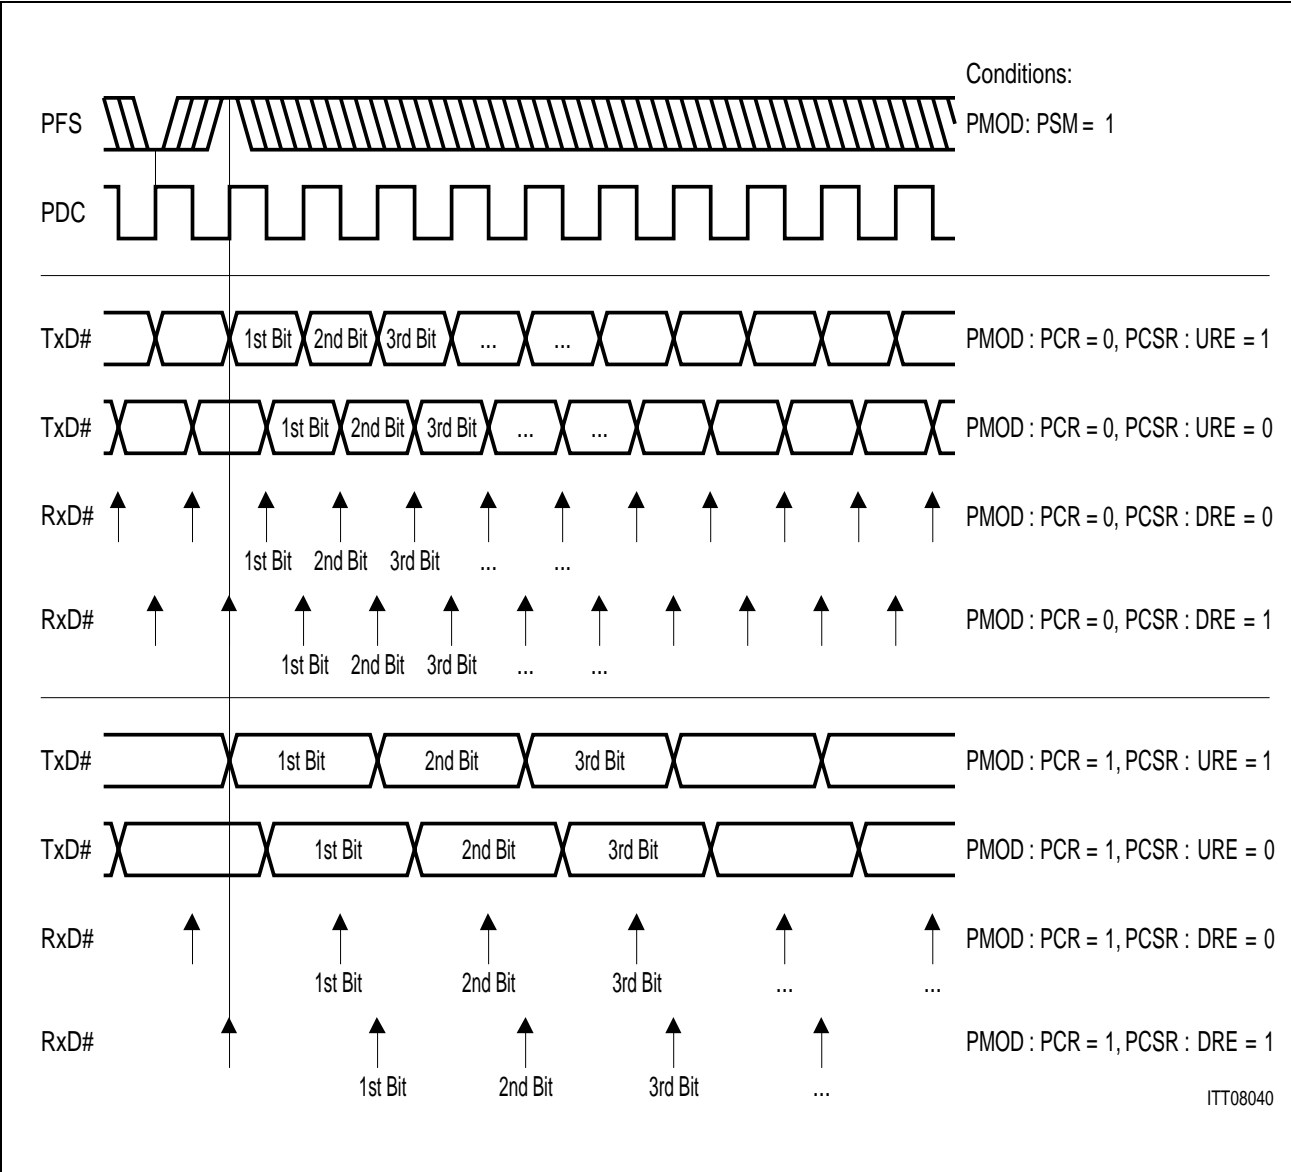 Conditions:
PFS
PMOD: PSM = 1
PDC
TxD# 1st Bit 2nd Bit 3rd Bit ... ... PMOD : PCR = 0, PCSR : URE = 1
TxD# 1st Bit 2nd Bit 3rd Bit ... ... PMOD : PCR = 0, PCSR : URE = 0
RxD# PMOD : PCR = 0, PCSR : DRE = 0
1st Bit 2nd Bit 3rd Bit ... ...
RxD# PMOD : PCR = 0, PCSR : DRE = 1
1st Bit 2nd Bit 3rd Bit ... ...
TxD# 1st Bit 2nd Bit 3rd Bit PMOD : PCR = 1, PCSR : URE = 1
TxD# 1st Bit 2nd Bit 3rd Bit PMOD : PCR = 1, PCSR : URE = 0
RxD# PMOD : PCR = 1, PCSR : DRE = 0
1st Bit 2nd Bit 3rd Bit ... ...
RxD# PMOD : PCR = 1, PCSR : DRE = 1
1st Bit 2nd Bit 3rd Bit ...
ITT08040